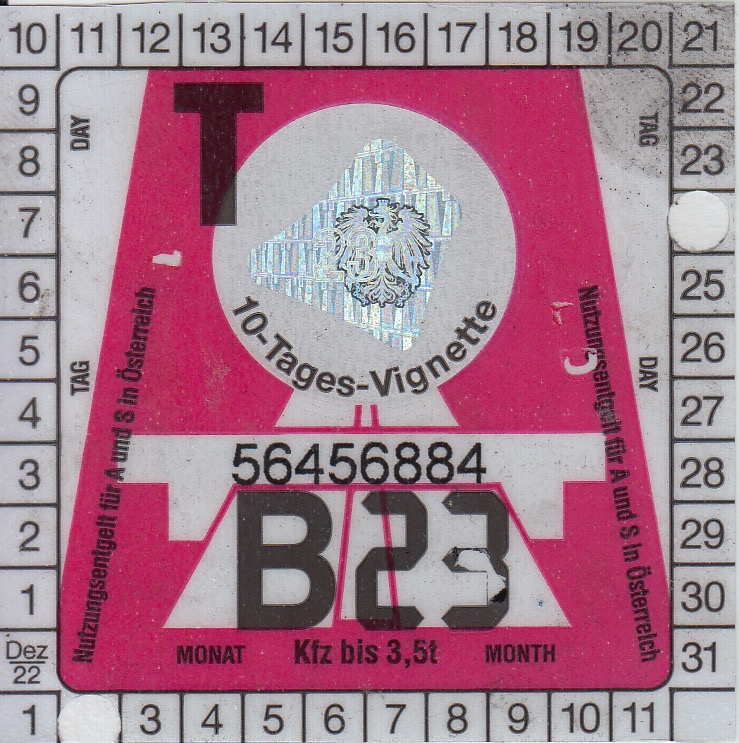 10 11 12 13 14 15 16 17 18 19 20 21
9 22
8 DAY TAG 23
T
7
6 25
5 26
TAG DAY
4 27
3 28
2 29
1 30
Dez
22
31
23
10-Tages-Vignette
Nutzungsentgelt für A und S in Österreich
Nutzungsentgelt für A und S in Österreich
56456884
B23
MONAT Kfz bis 3,5t MONTH
1 3 4 5 6 7 8 9 10 11